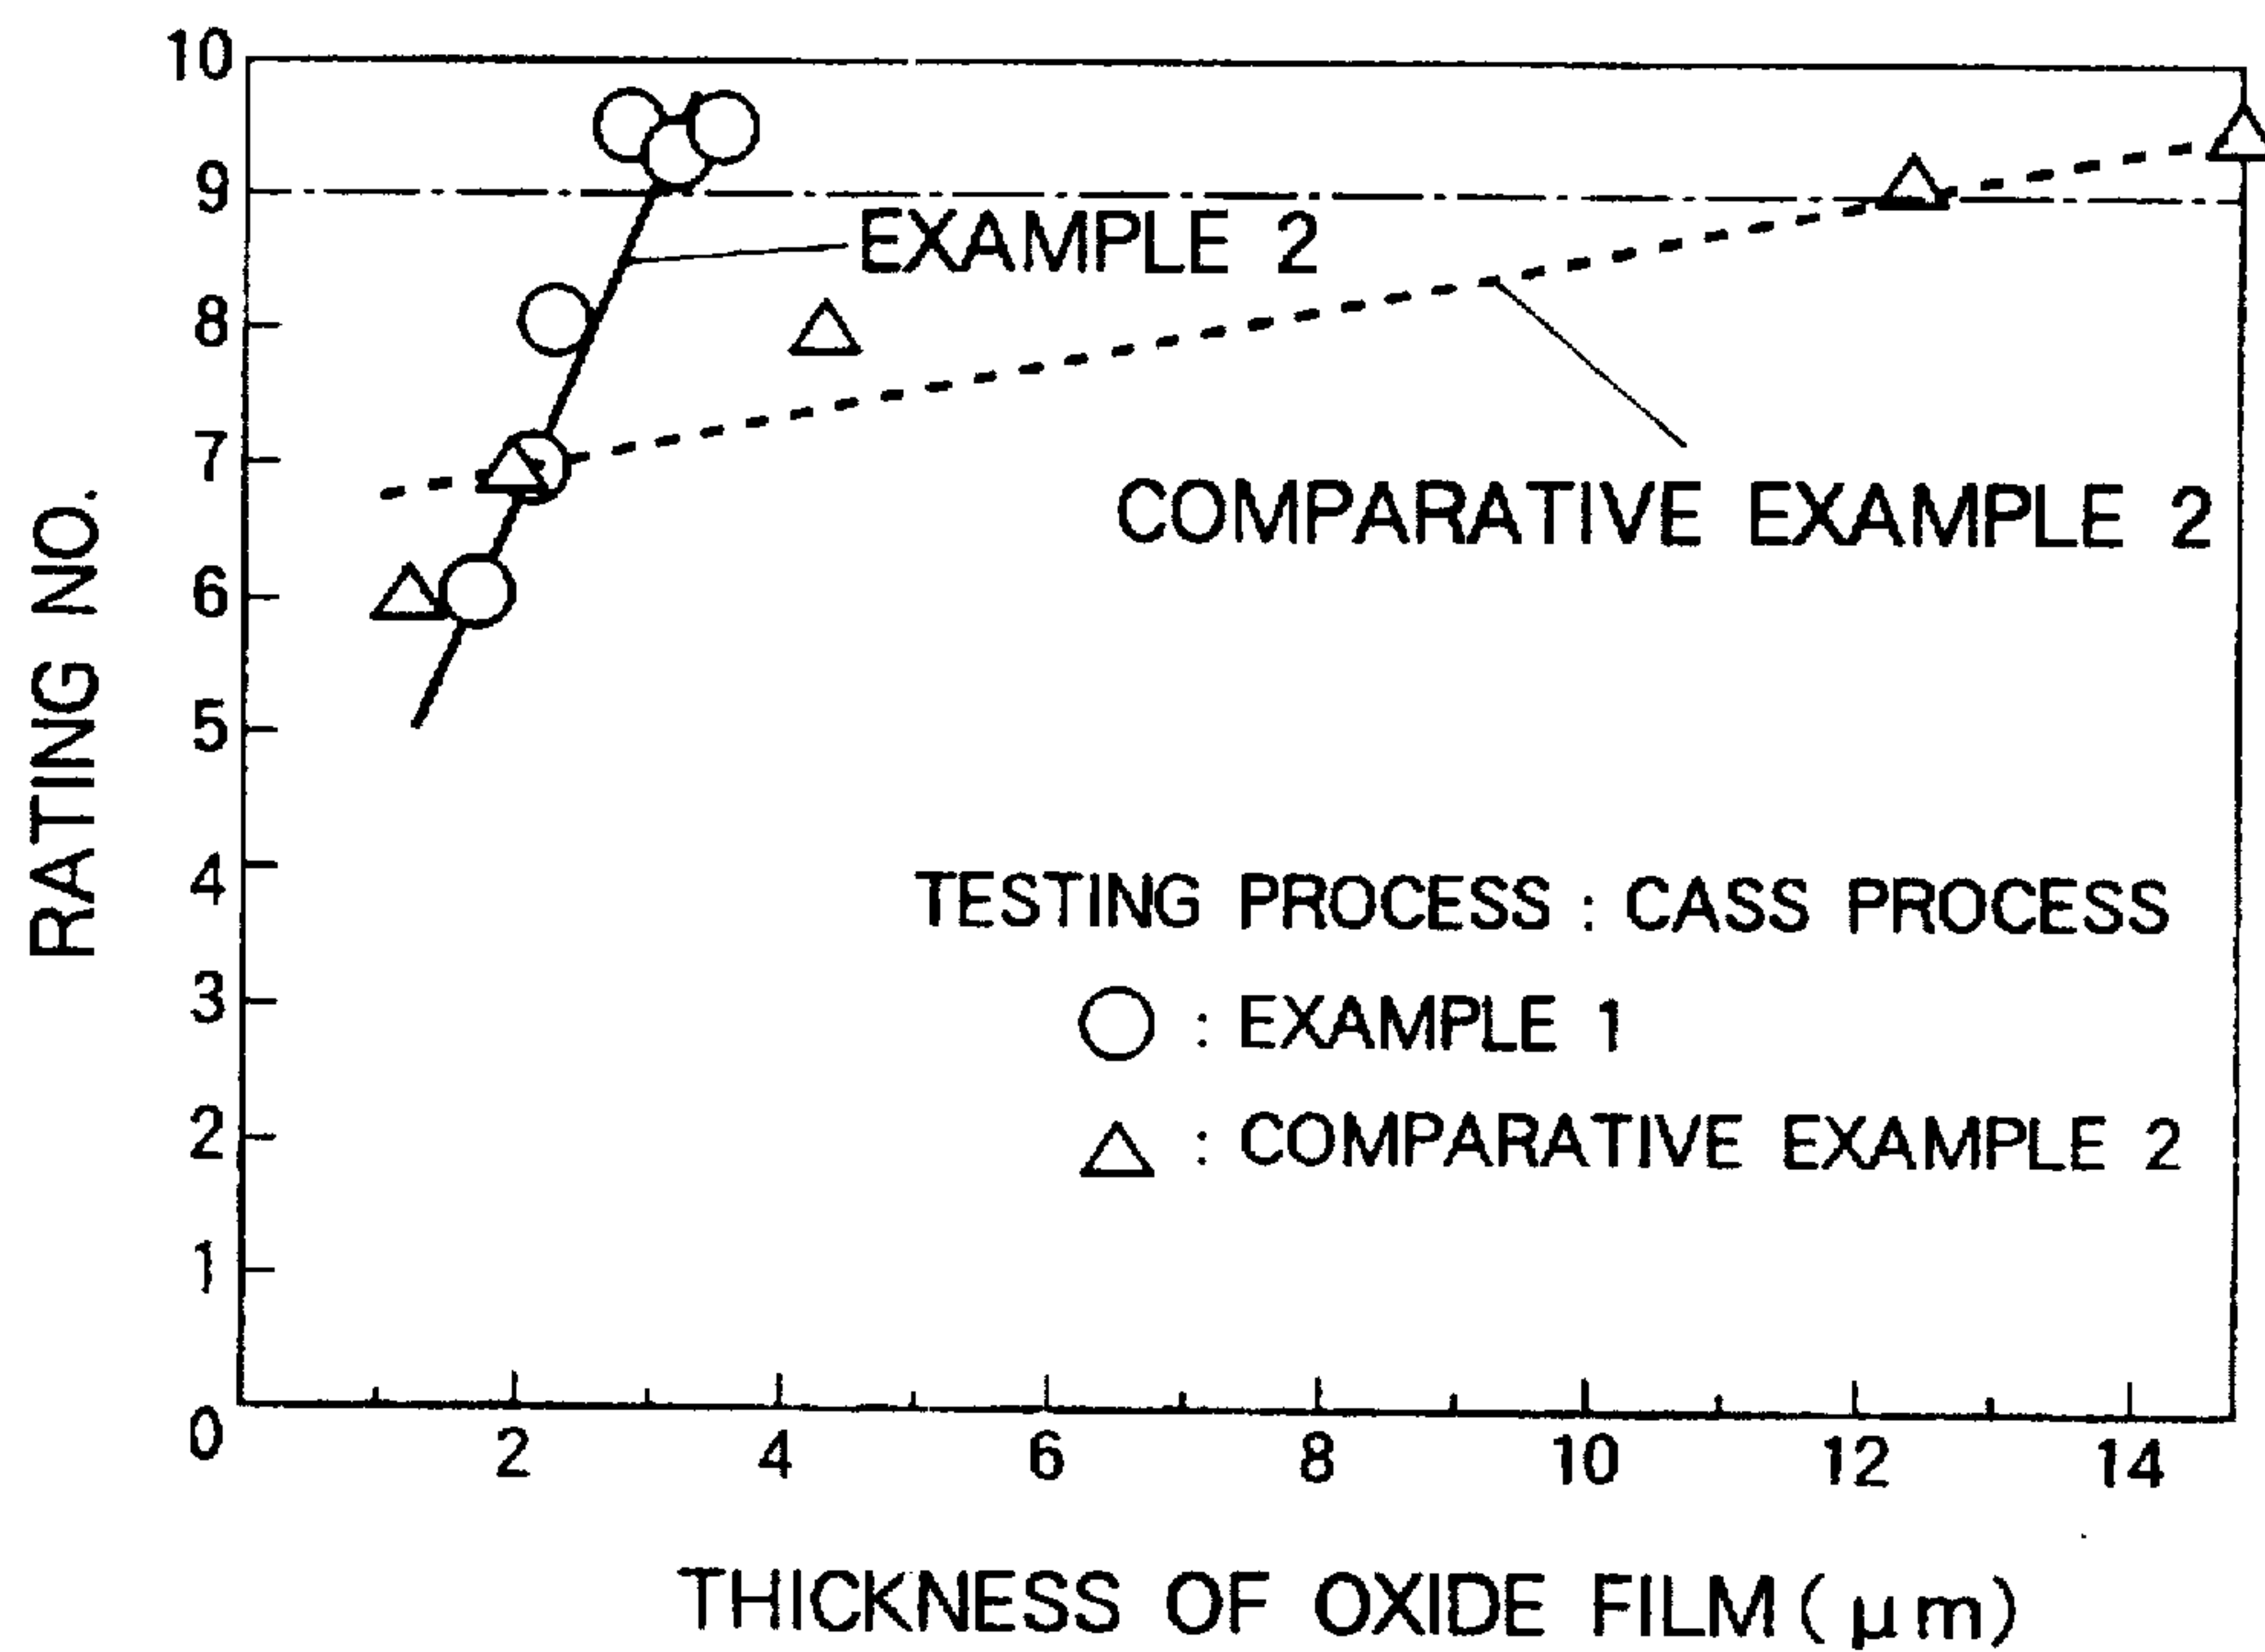 10
9
EXAMPLE 2
8
7
COMPARATIVE EXAMPLE 2
6
5
4
TESTING PROCESS : CASS PROCESS
3
: EXAMPLE 1
2
: COMPARATIVE EXAMPLE 2
1
0
2 4 6 8 10 12 14
RATING NO.
THICKNESS OF OXIDE FILM ( μm)